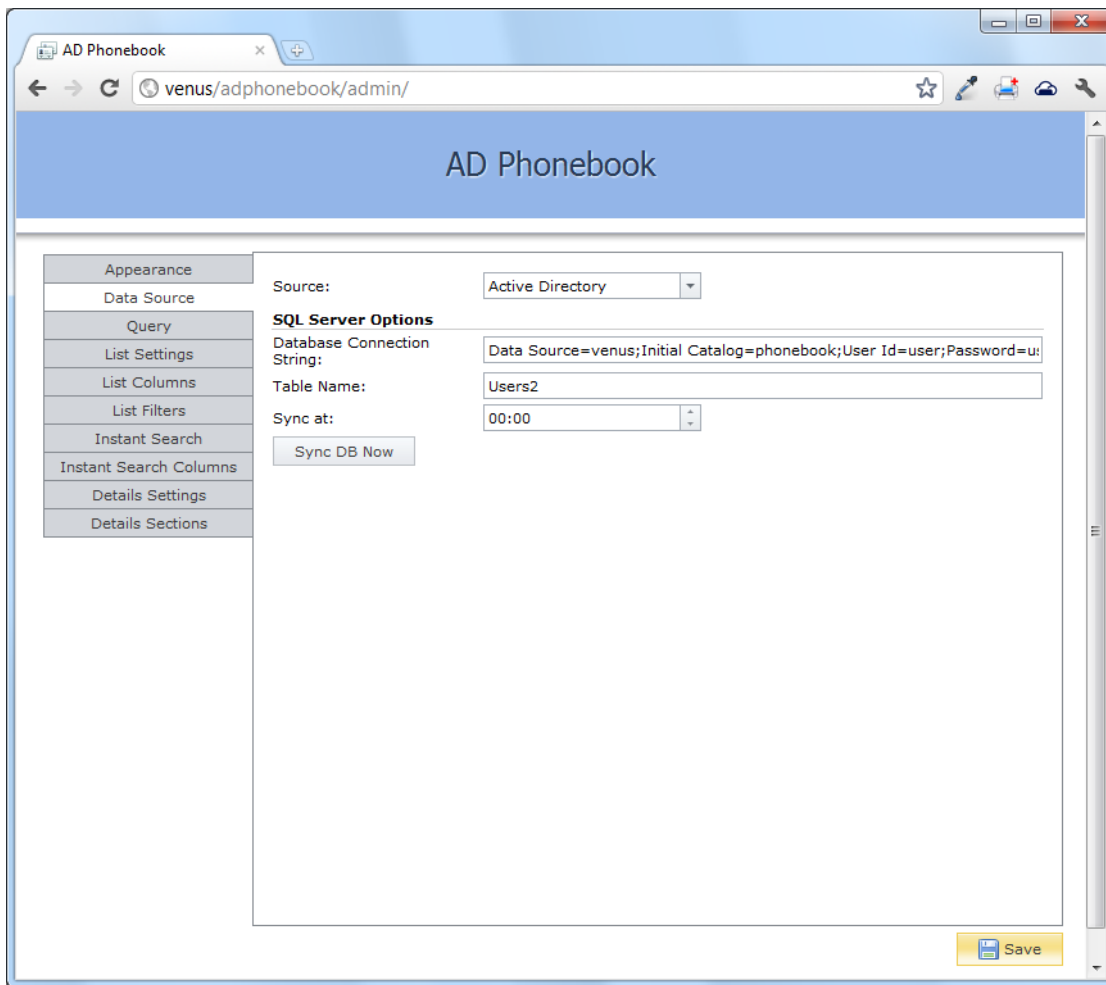 AD Phonebook
venus/adphonebook/admin/
AD Phonebook
Appearance
Data Source
Query
List Settings
List Columns
List Filters
Instant Search
Instant Search Columns
Details Settings
Details Sections
Source:
Active Directory
SQL Server Options
Database Connection
String:
Data Source=venus;Initial Catalog=phonebook;User Id=user;Password=u
Table Name:
Users2
Sync at:
00:00
Sync DB Now
Save